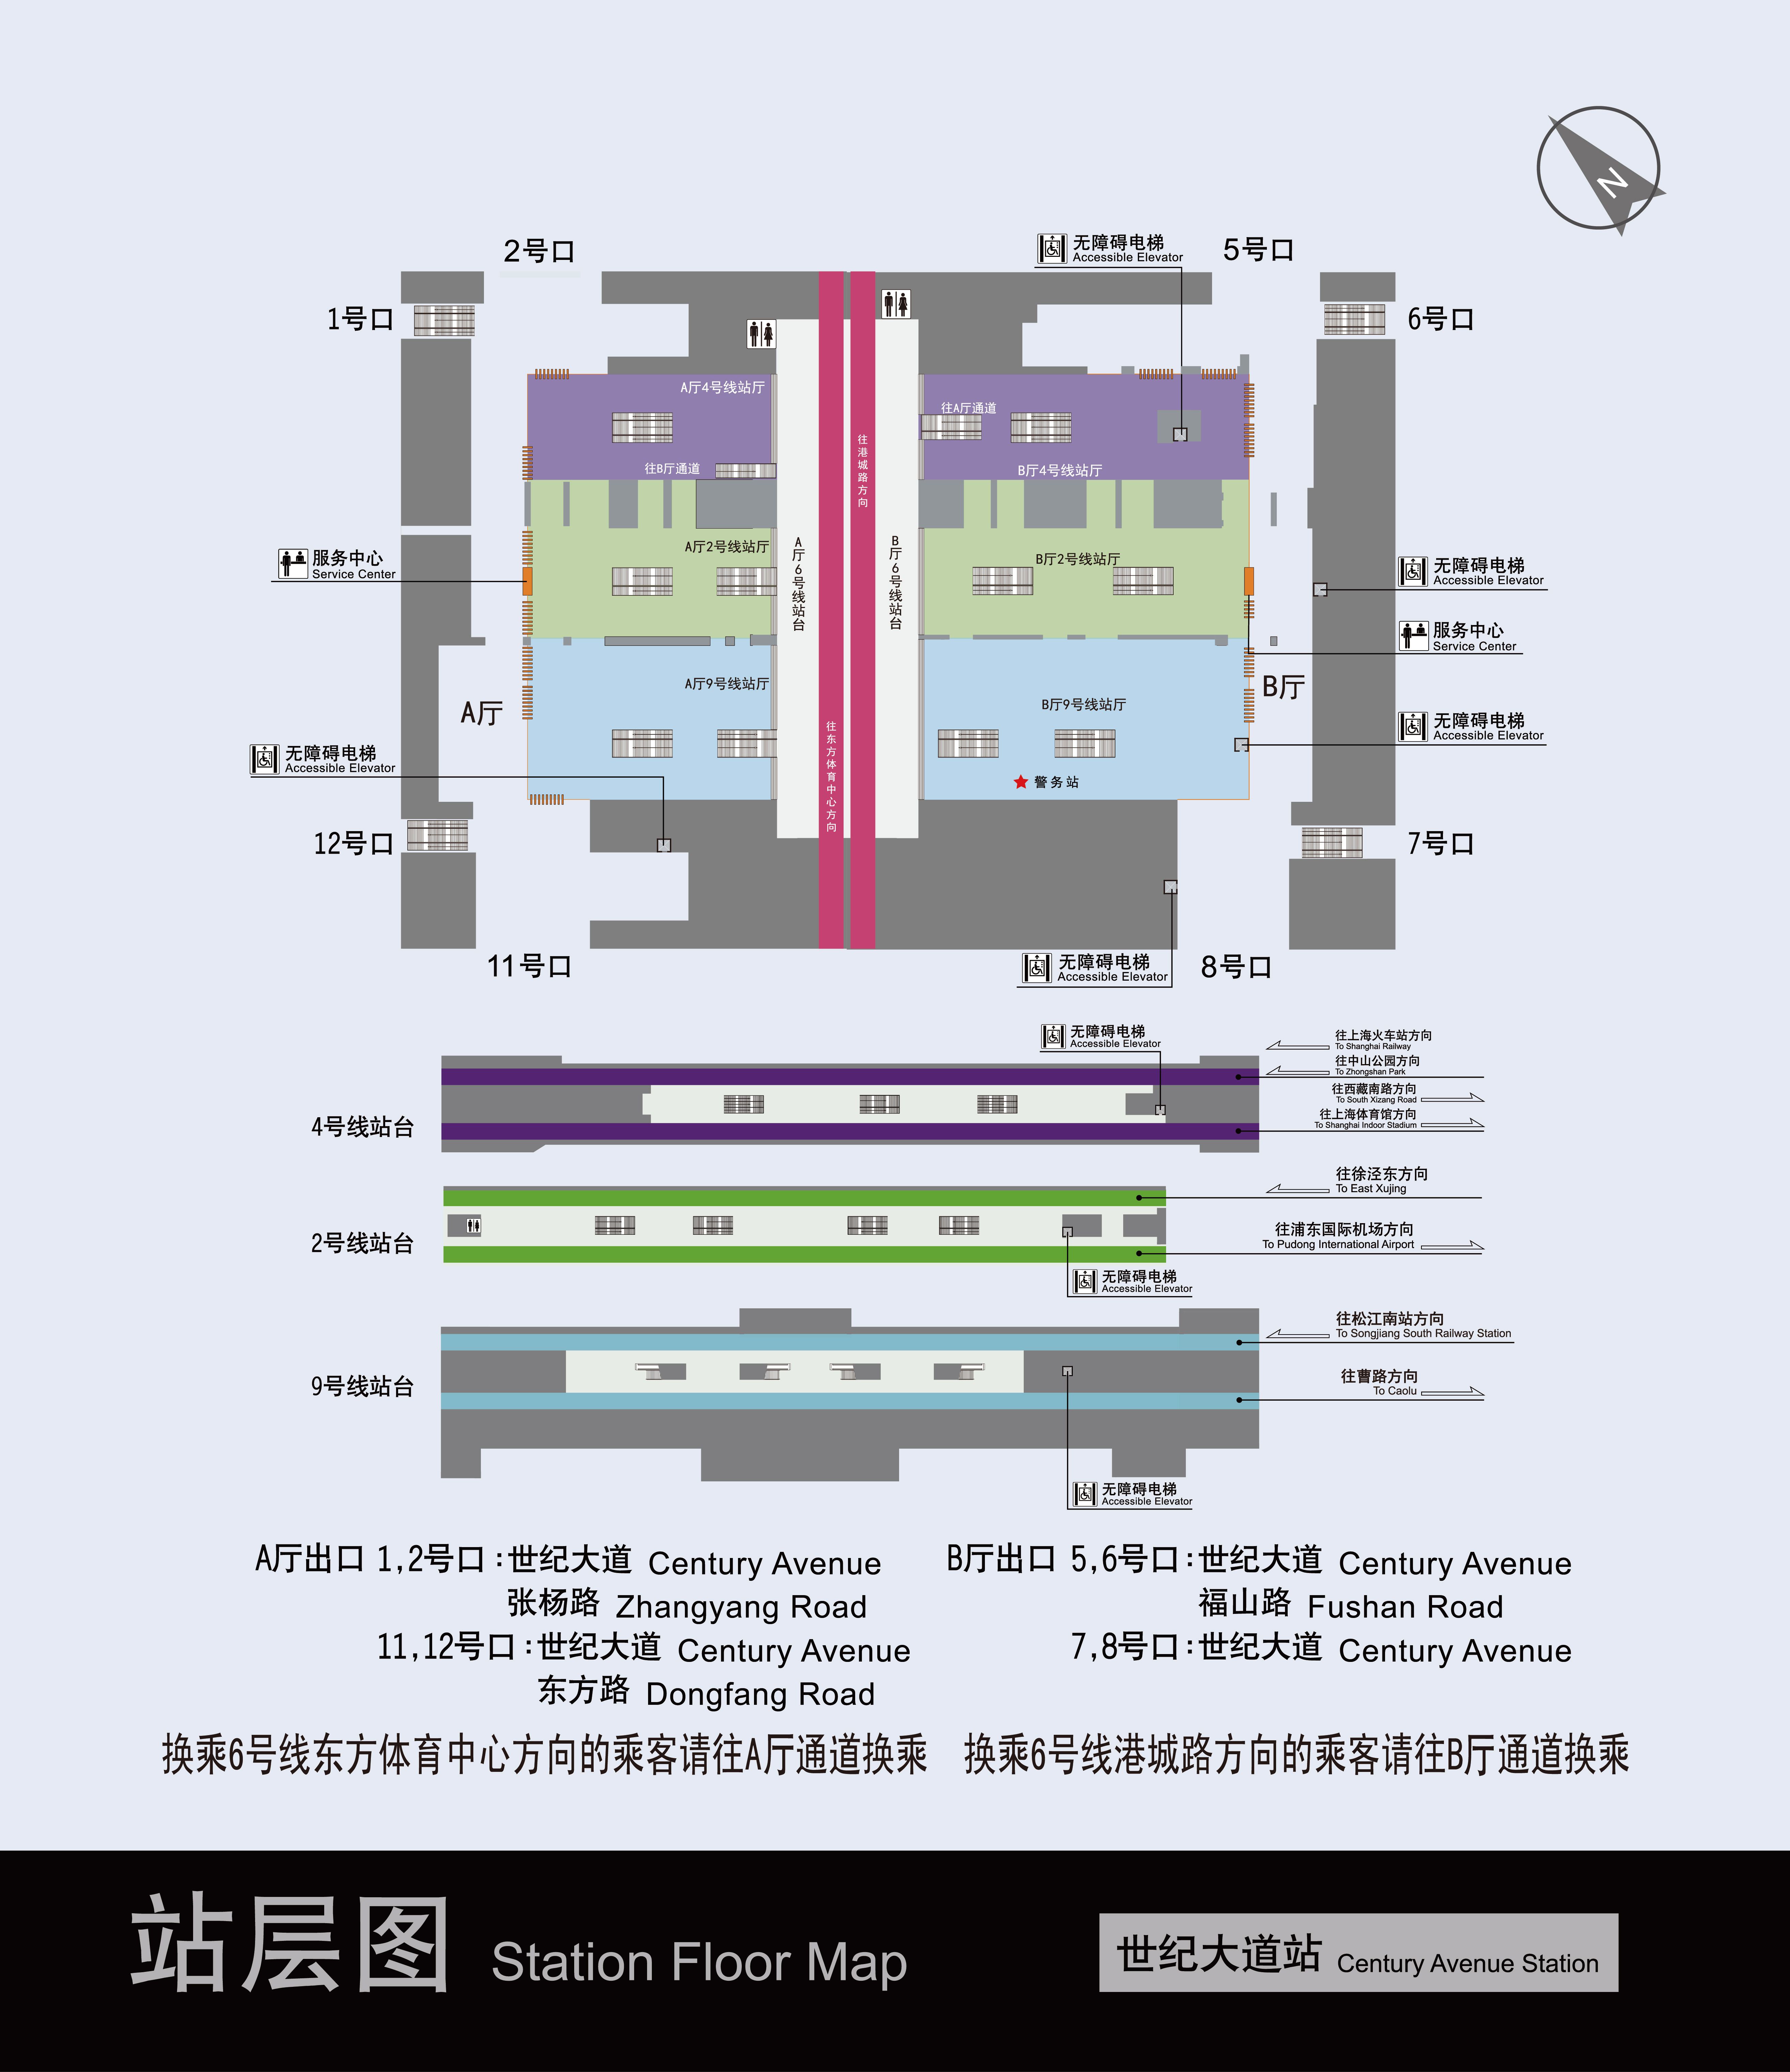 N
2号口
无障碍电梯
Accessible Elevator
5号口
1号口
6号口
A厅4号线站厅
往A厅通道
往港城路方向
往B厅通道
B厅4号线站厅
服务中心
Service Center
A厅2号线站厅
A厅6号线站台
B厅6号线站台
B厅2号线站厅
无障碍电梯
Accessible Elevator
服务中心
Service Center
A厅9号线站厅
B厅9号线站厅
A厅
B厅
往东方体育中心方向
无障碍电梯
Accessible Elevator
无障碍电梯
Accessible Elevator
警务站
12号口
7号口
11号口
无障碍电梯
Accessible Elevator
8号口
无障碍电梯
Accessible Elevator
往上海火车站方向
To Shanghai Railway
往中山公园方向
To Zhongshan Park
往西藏南路方向
To South Xizang Road
往上海体育馆方向
To Shanghai Indoor Stadium
4号线站台
往徐泾东方向
To East Xujing
往浦东国际机场方向
To Pudong International Airport
2号线站台
无障碍电梯
Accessible Elevator
往松江南站方向
To Songjiang South Railway Station
往曹路方向
To Caolu
9号线站台
无障碍电梯
Accessible Elevator
A厅出口 1,2号口:世纪大道 Century Avenue
张杨路 Zhangyang Road
11,12号口:世纪大道 Century Avenue
东方路 Dongfang Road
B厅出口 5,6号口:世纪大道 Century Avenue
福山路 Fushan Road
7,8号口:世纪大道 Century Avenue
换乘6号线东方体育中心方向的乘客请往A厅通道换乘
换乘6号线港城路方向的乘客请往B厅通道换乘
站层图 Station Floor Map
世纪大道站 Century Avenue Station